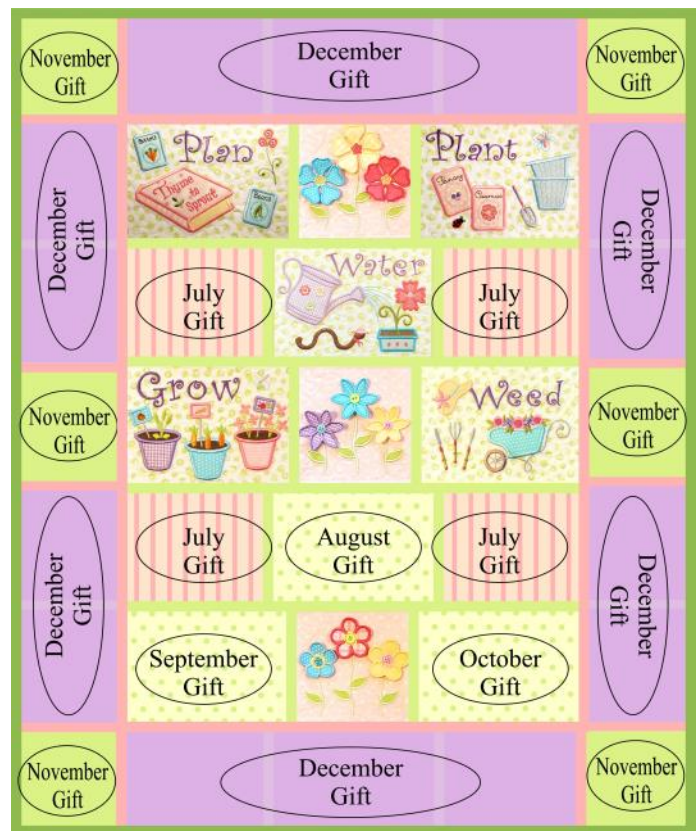 November
Gift
December
Gift
November
Gift
December
Gift
Plan
Thyme
to
Sprout
Plant
December
Gift
July
Gift
Water
July
Gift
November
Gift
Grow
Weed
November
Gift
December
Gift
July
Gift
August
Gift
July
Gift
December
Gift
September
Gift
October
Gift
November
Gift
December
Gift
November
Gift